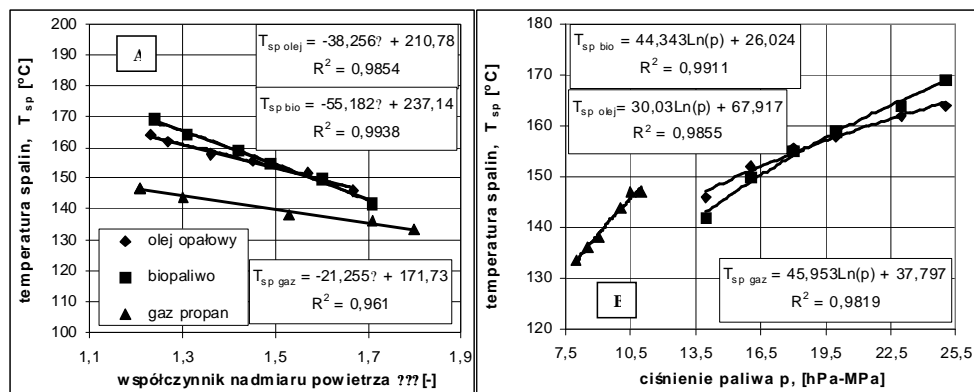 temperatura spalin, T sp [°C]
200
190
180
170
160
150
140
130
120
110
100
A
T sp olej = -38,256? + 210,78
R² = 0,9854
T sp bio = -55,182? + 237,14
R² = 0,9938
olej opałowy
biopaliwo
gaz propan
T sp gaz = -21,255? + 171,73
R² = 0,961
1,1 1,3 1,5 1,7 1,9
współczynnik nadmiaru powietrza ??? [-]
temperatura spalin, T sp [°C]
180
170
160
150
140
130
120
T sp bio = 44,343Ln(p) + 26,024
R² = 0,9911
T sp olej = 30,03Ln(p) + 67,917
R² = 0,9855
T sp gaz = 45,953Ln(p) + 37,797
R² = 0,9819
7,5 10,5 13,5 16,5 19,5 22,5 25,5
ciśnienie paliwa p, [hPa-MPa]